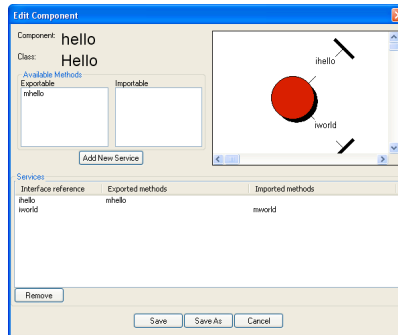 Edit Component
Component: hello
Class: Hello
Available Methods
Exportable Importable
mhello
Add New Service
ihello
iworld
Services
Interface reference Exported methods Imported methods
ihello mhello
iworld mworld
Remove
Save Save As Cancel